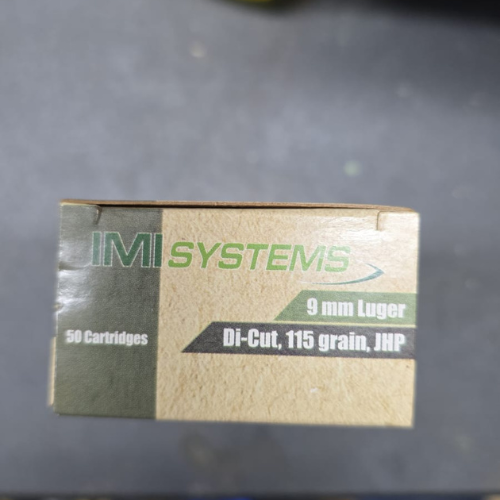 IMI SYSTEMS
9 mm Luger
50 Cartridges
Di-Cut, 115 grain, JHP